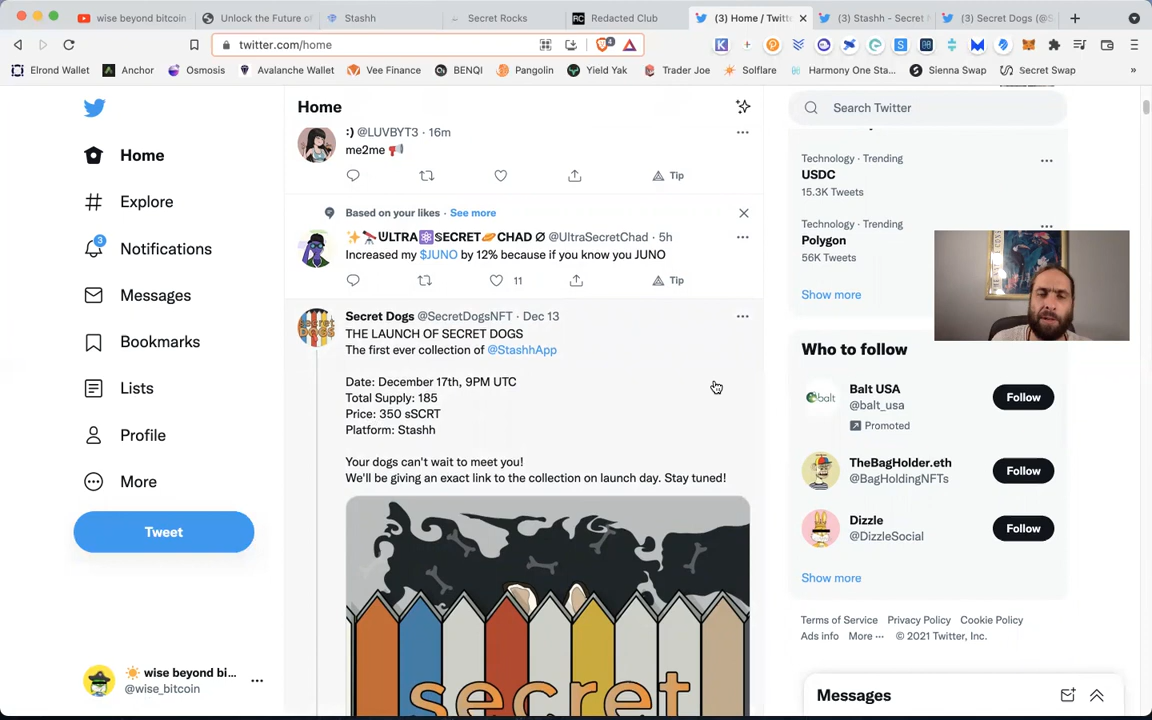 wise beyond bitcoin
Unlock the Future of
Stashh
Secret Rocks
Redacted Club
(3) Home / Twitte
(3) Stashh - Secret
(3) Secret Dogs (@S
twitter.com/home
Elrond Wallet
Anchor
Osmosis
Avalanche Wallet
Vee Finance
BENQI
Pangolin
Yield Yak
Trader Joe
Solflare
Harmony One Sta...
Sienna Swap
Secret Swap
Home
Explore
3
Notifications
Messages
Bookmarks
Lists
Profile
More
Tweet
wise beyond bi...
@wise_bitcoin
Home
:) @LUVBYT3 · 16m
me2me
Tip
Based on your likes · See more
ULTRA SECRET CHAD Ø @UltraSecretChad · 5h
Increased my $JUNO by 12% because if you know you JUNO
11
Tip
Secret Dogs @SecretDogsNFT · Dec 13
THE LAUNCH OF SECRET DOGS
The first ever collection of @StashhApp
Date: December 17th, 9PM UTC
Total Supply: 185
Price: 350 sSCRT
Platform: Stashh
Your dogs can't wait to meet you!
We'll be giving an exact link to the collection on launch day. Stay tuned!
secret
Search Twitter
Technology · Trending
USDC
15.3K Tweets
Technology · Trending
Polygon
56K Tweets
Show more
Who to follow
Balt USA
@balt_usa
Promoted
Follow
TheBagHolder.eth
@BagHoldingNFTs
Follow
Dizzle
@DizzleSocial
Follow
Show more
Terms of Service Privacy Policy Cookie Policy
Ads info More ··· © 2021 Twitter, Inc.
Messages